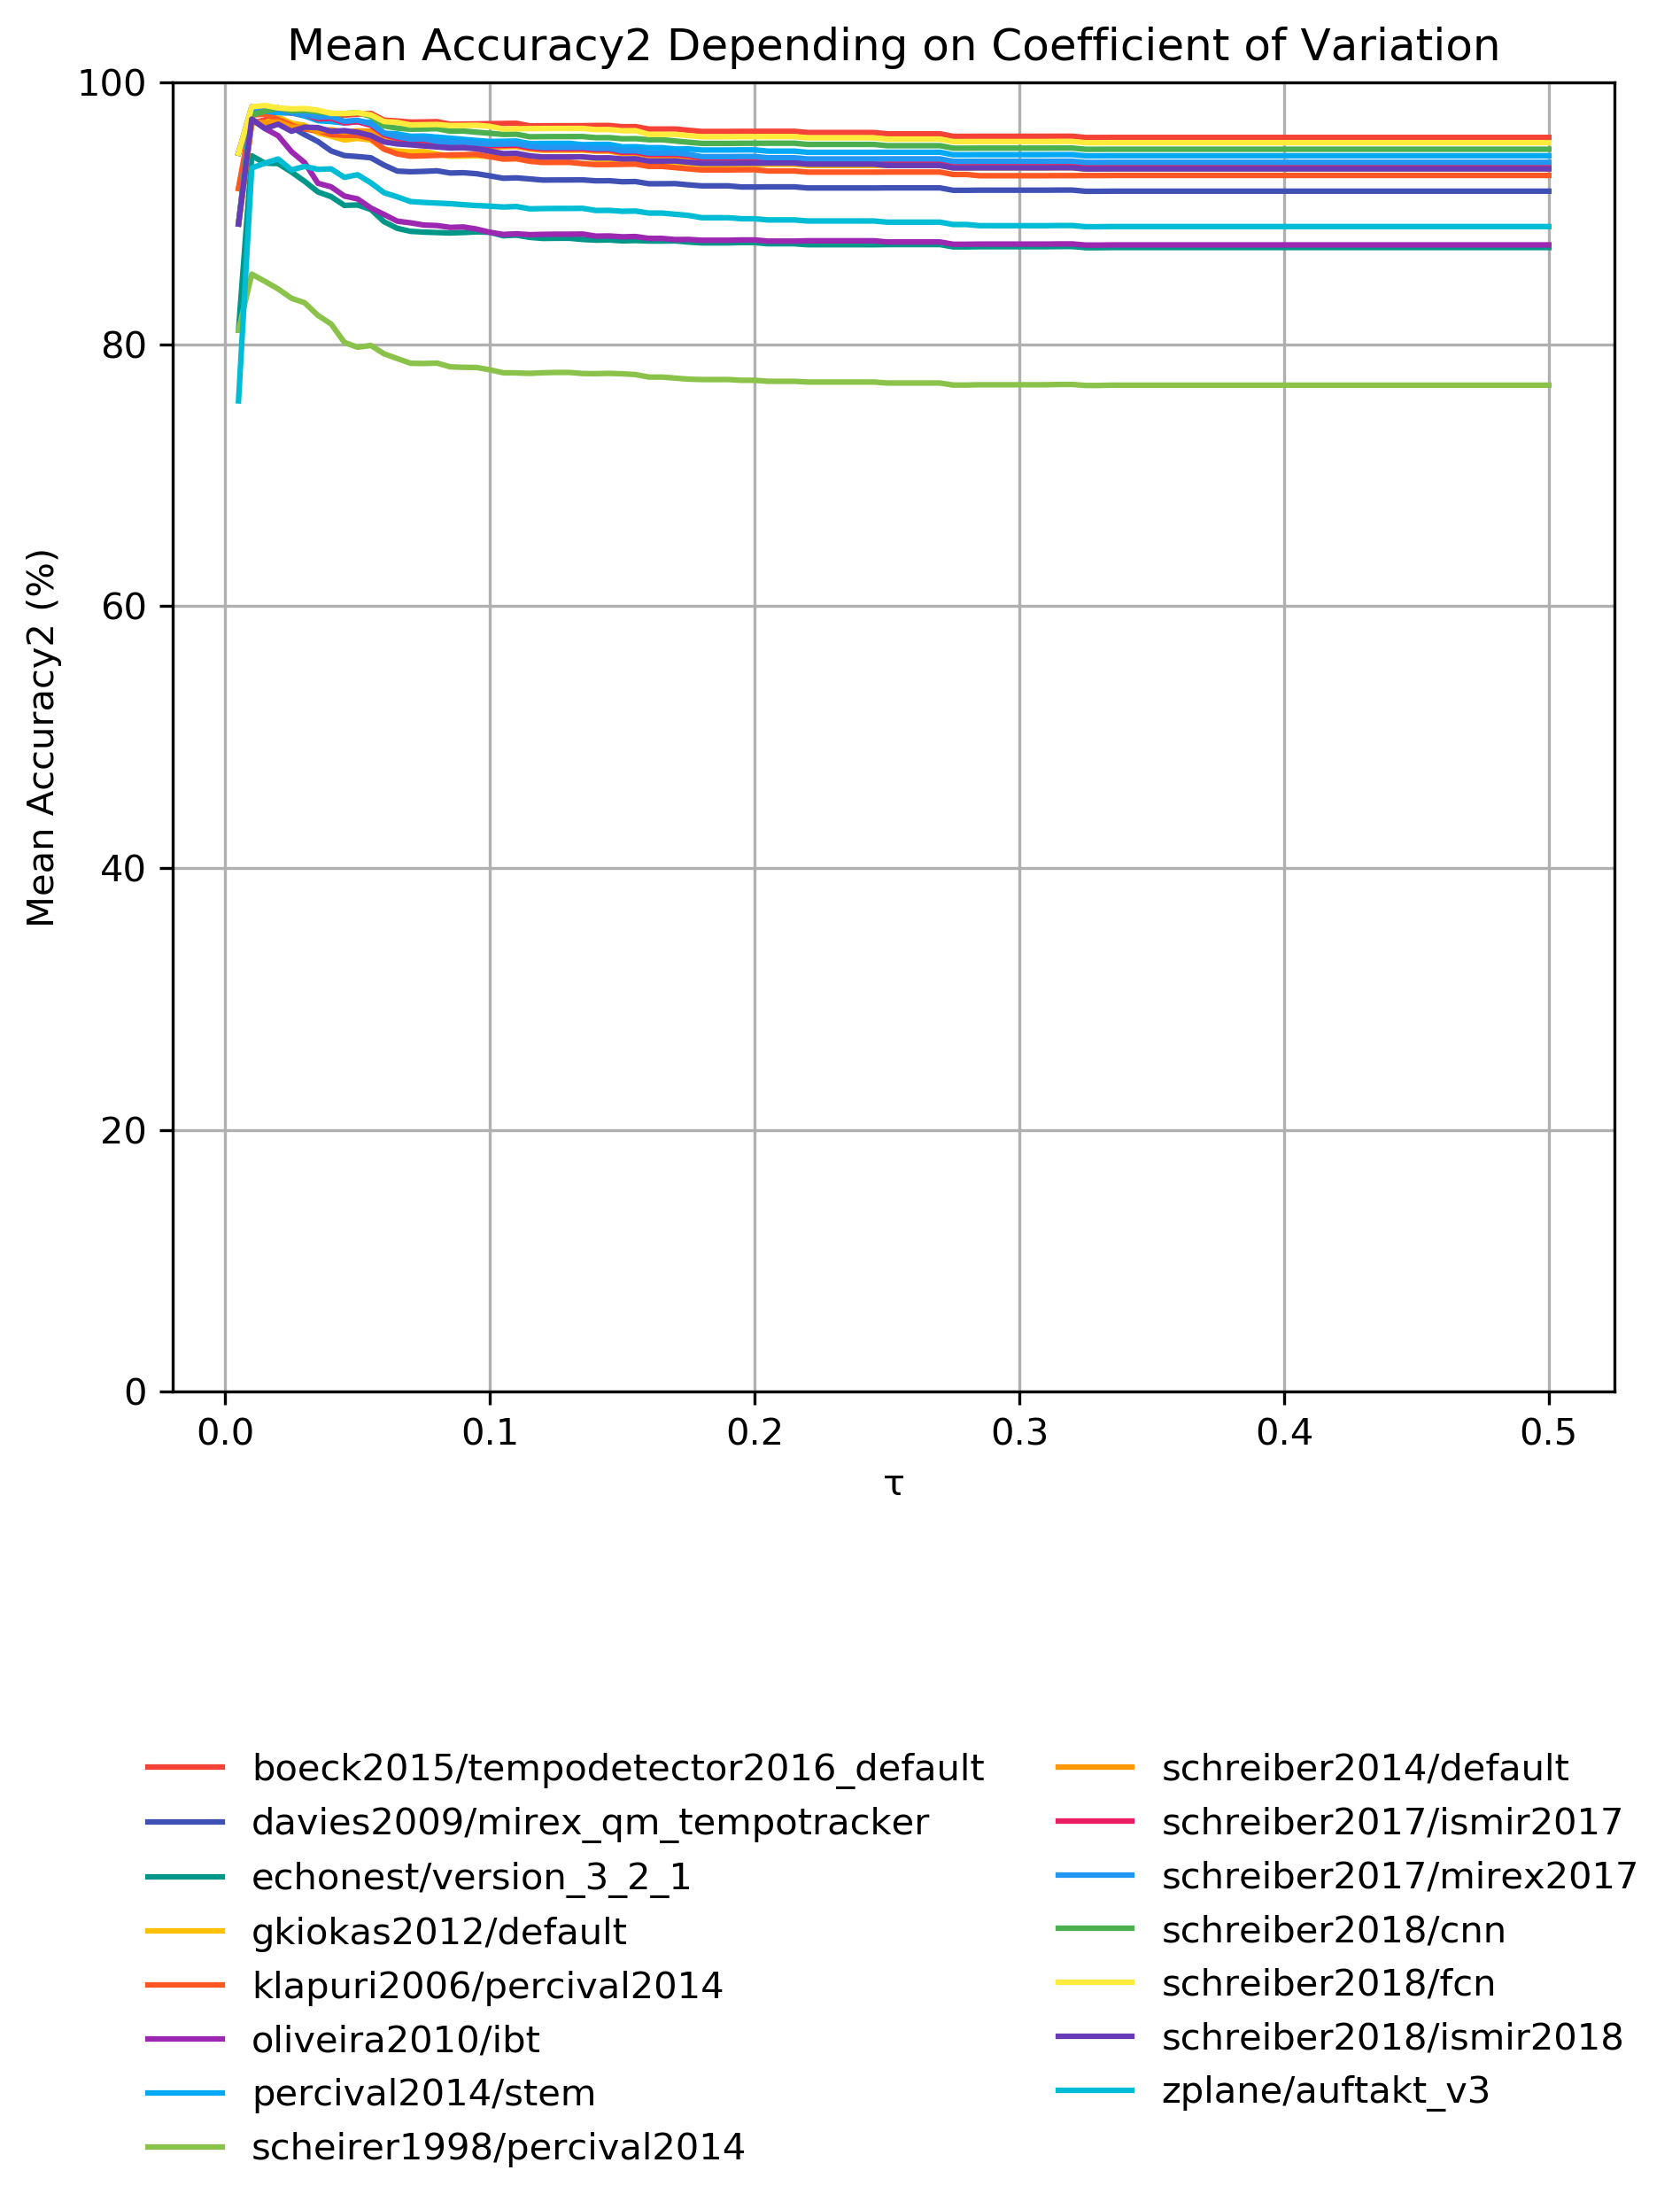 Mean Accuracy2 Depending on Coefficient of Variation
Mean Accuracy2 (%)
100
80
60
40
20
0
0.0 0.1 0.2 0.3 0.4 0.5
τ
boeck2015/tempodetector2016_default
davies2009/mirex_qm_tempotracker
echonest/version_3_2_1
gkiokas2012/default
klapuri2006/percival2014
oliveira2010/ibt
percival2014/stem
scheirer1998/percival2014
schreiber2014/default
schreiber2017/ismir2017
schreiber2017/mirex2017
schreiber2018/cnn
schreiber2018/fcn
schreiber2018/ismir2018
zplane/auftakt_v3